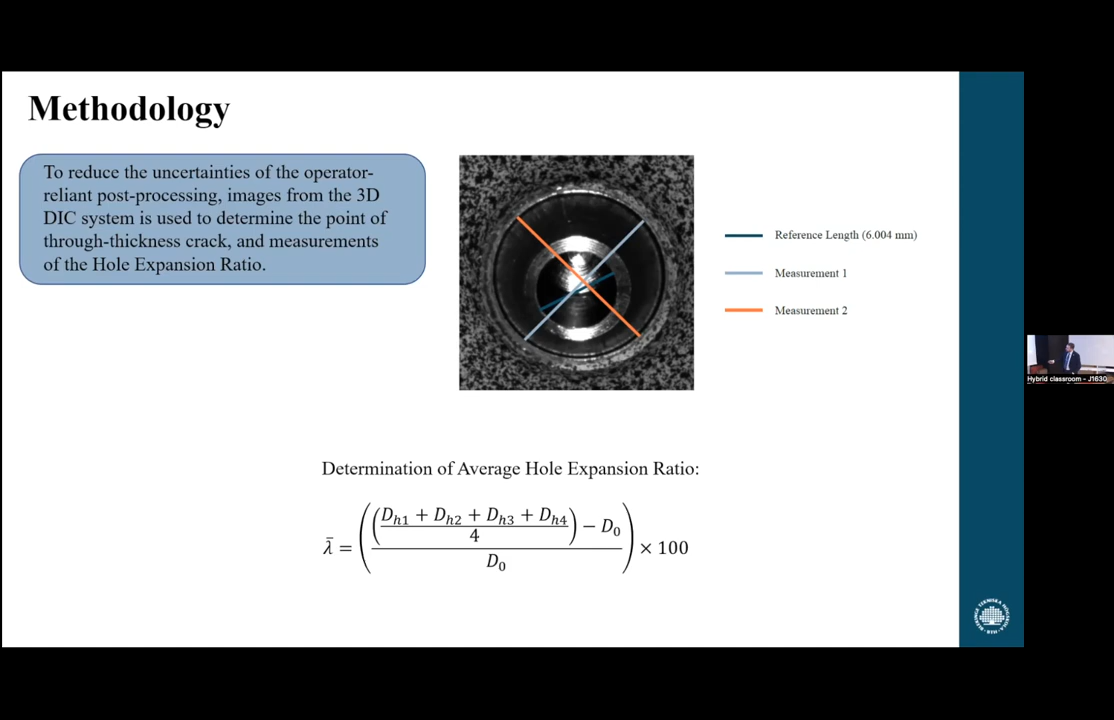 Methodology
To reduce the uncertainties of the operator-
reliant post-processing, images from the 3D
DIC system is used to determine the point of
through-thickness crack, and measurements
of the Hole Expansion Ratio.
Reference Length (6.004 mm)
Measurement 1
Measurement 2
Hybrid classroom - J1630
Determination of Average Hole Expansion Ratio:
λ̄ = (((D_h1 + D_h2 + D_h3 + D_h4)/4) − D_0)/D_0) × 100